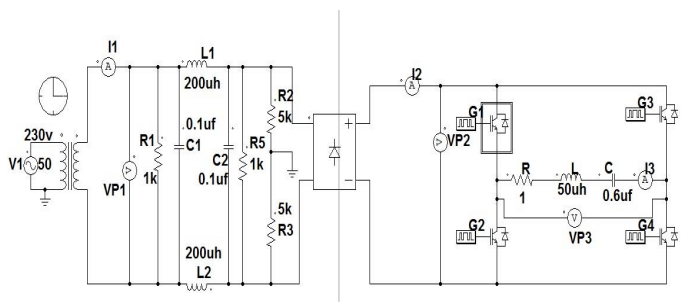 I1
A
L1
200uh
230v
V1
50
V
VP1
R1
1k
.0.1uf
C1
C2
0.1uf
R5
1k
R2
5k
.5k
R3
200uh
L2
+
−
I2
A
V
VP2
G1
G2
G3
G4
R
1
L
50uh
C
0.6uf
I3
A
V
VP3